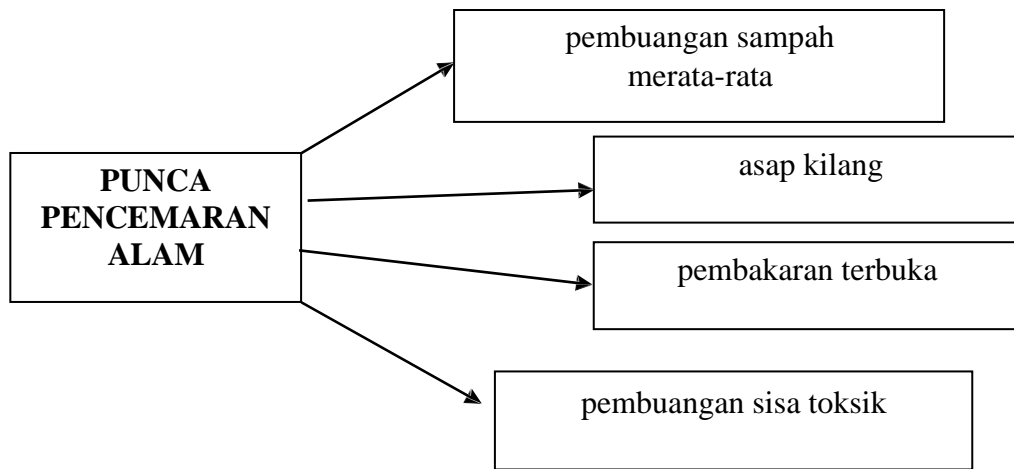 pembuangan sampah
merata-rata
PUNCA
PENCEMARAN
ALAM
asap kilang
pembakaran terbuka
pembuangan sisa toksik